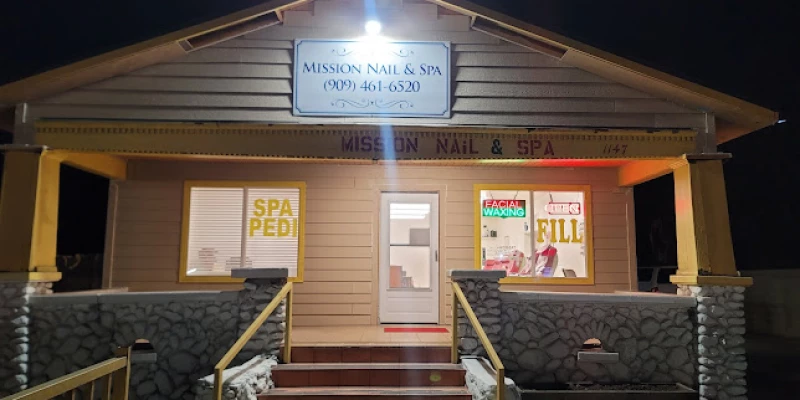 MISSION NAIL & SPA
(909) 461-6520
MISSION NAIL & SPA 1147
SPA
PEDI
FACIAL
WAXING
FILL